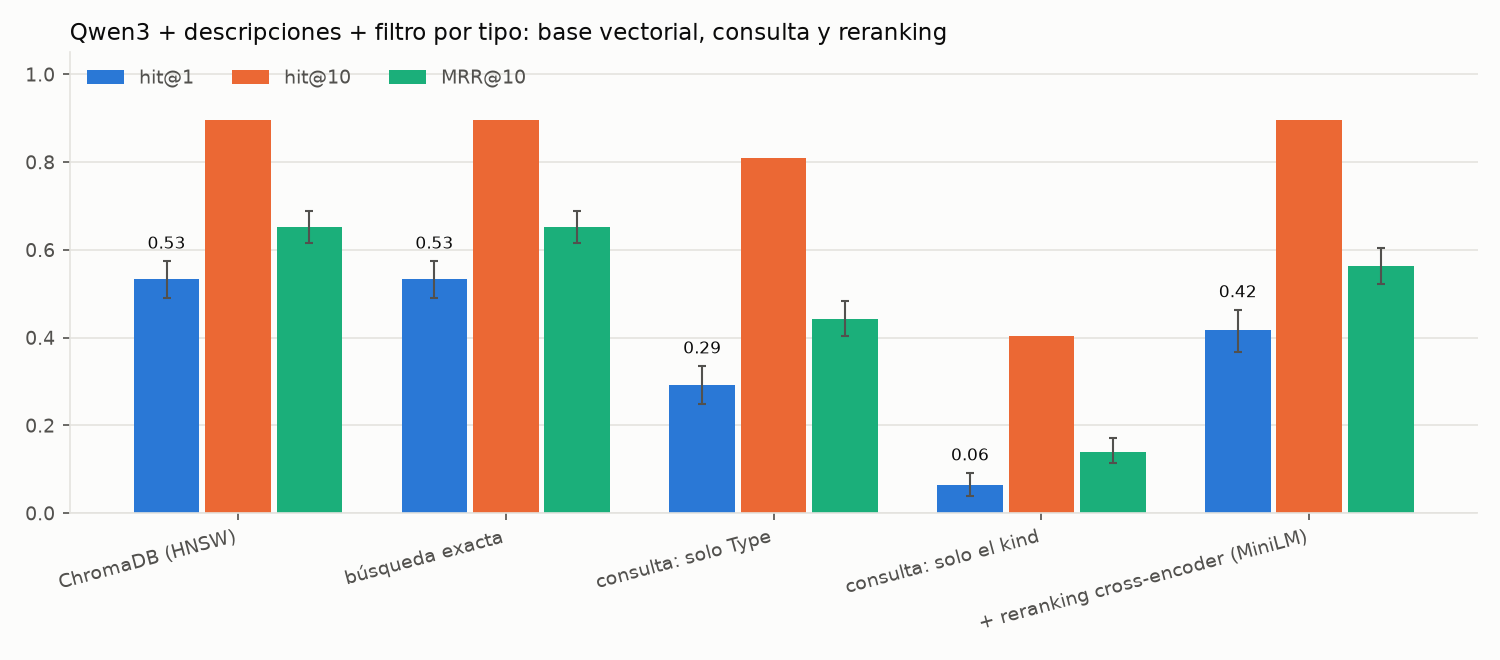 Qwen3 + descripciones + filtro por tipo: base vectorial, consulta y reranking
hit@1 hit@10 MRR@10
1.0
0.8
0.6
0.4
0.2
0.0
0.53
0.53
0.29
0.06
0.42
ChromaDB (HNSW)
búsqueda exacta
consulta: solo Type
consulta: solo el kind
+ reranking cross-encoder (MiniLM)